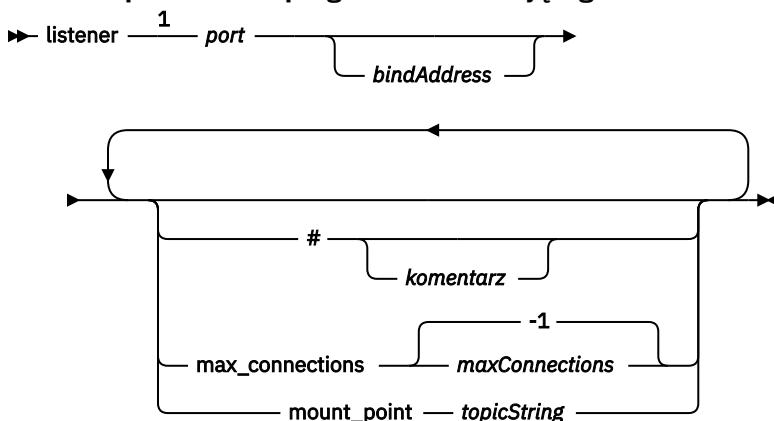 1
listener port
bindAddress
#
komentarz
-1
max_connections maxConnections
mount_point topicString